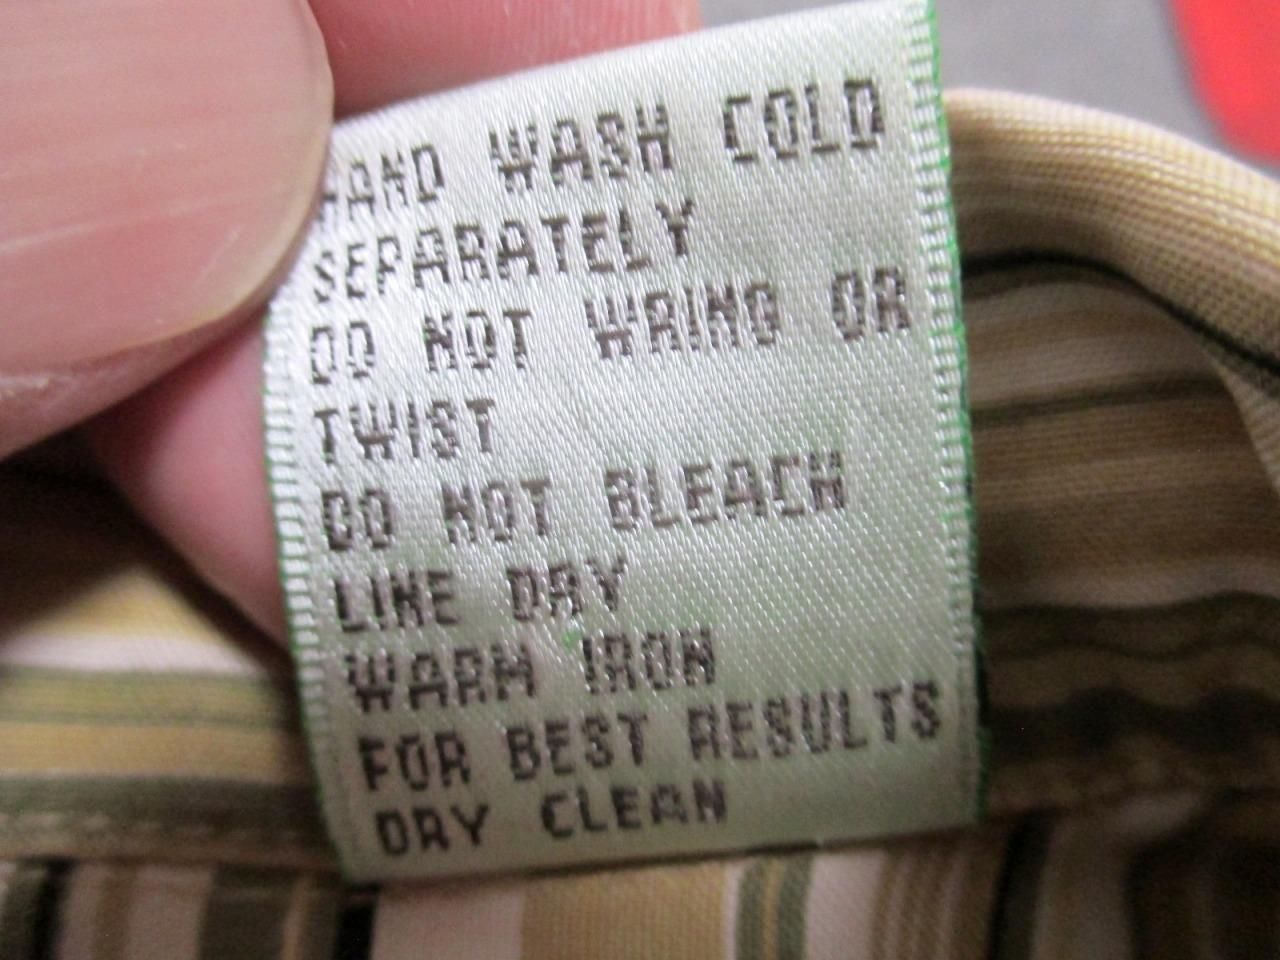 HAND WASH COLD
SEPARATELY
DO NOT WRING OR
TWIST
DO NOT BLEACH
LINE DRY
WARM IRON
FOR BEST RESULTS
DRY CLEAN